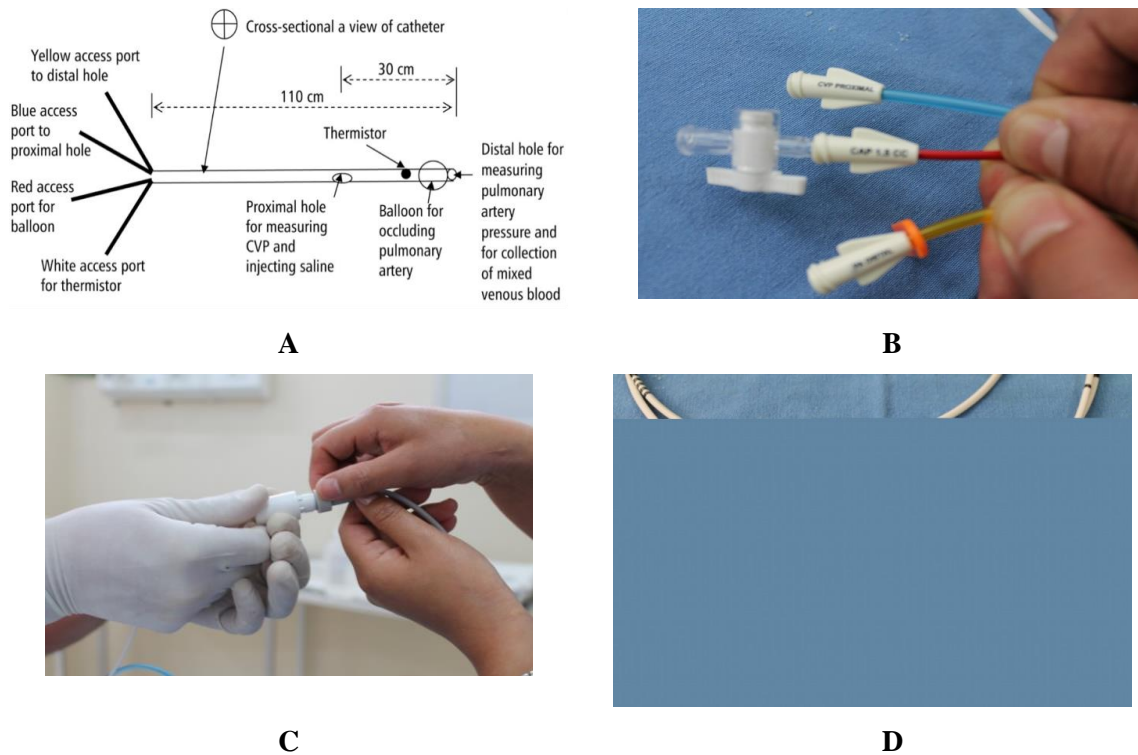 Cross-sectional a view of catheter
Yellow access port
to distal hole
30 cm
110 cm
Blue access
port to
proximal hole
Thermistor
Distal hole for
measuring
pulmonary
artery
pressure and
for collection
of mixed
venous blood
Red access
port for
balloon
Proximal hole
for measuring
CVP and
injecting saline
Balloon for
occluding
pulmonary
artery
White access port
for thermistor
CVP PROXIMAL
CAP 1,5 CC
A
B
C
D